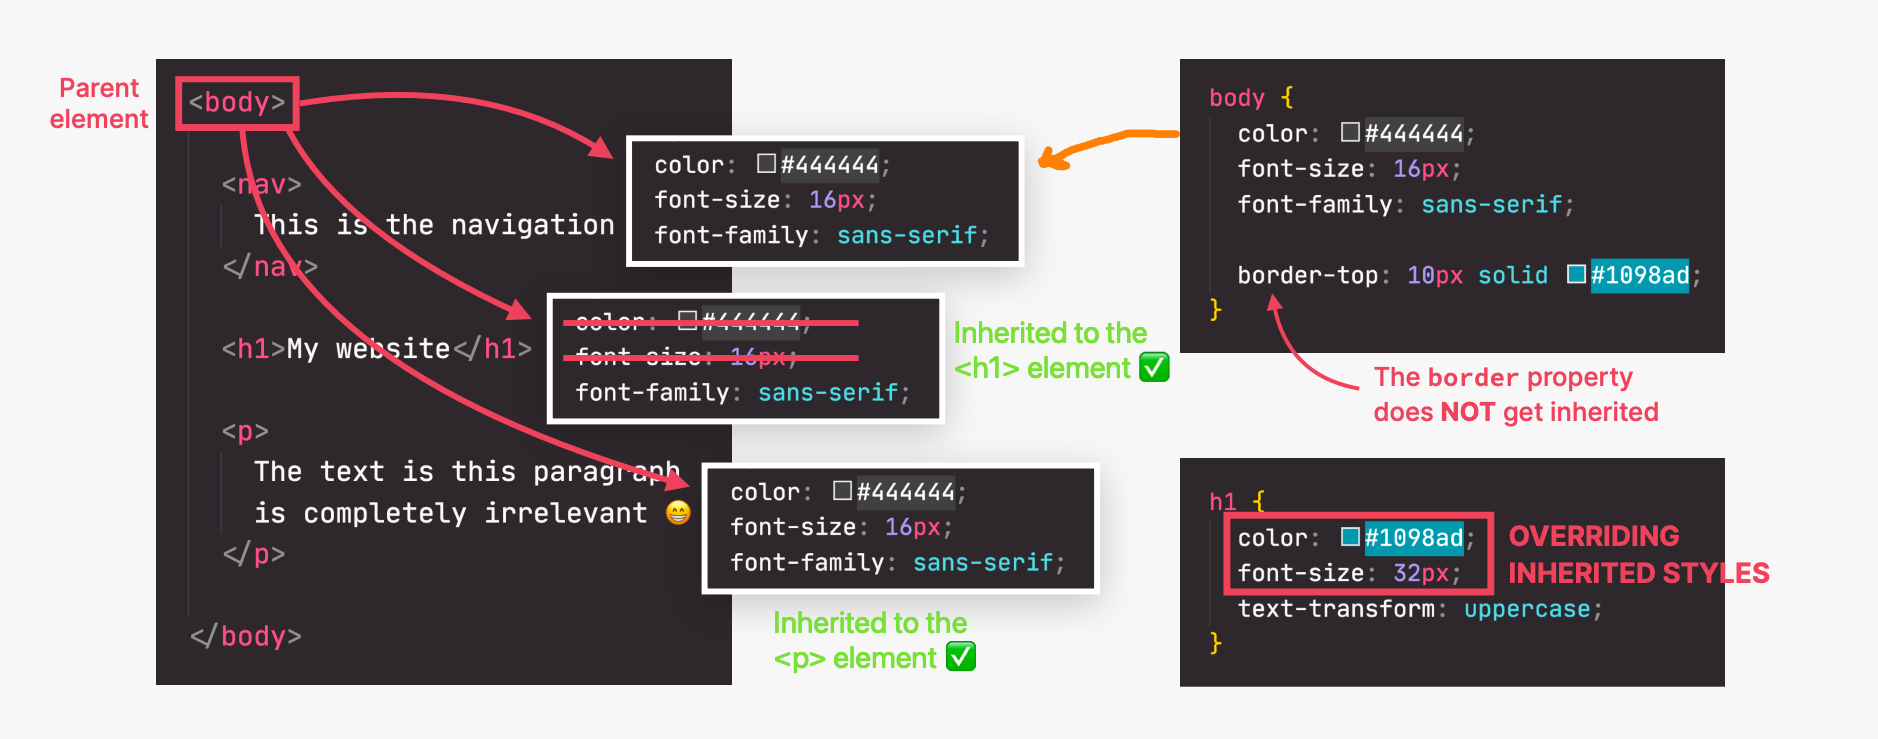 Parent
element
<body>
<nav>
This is the navigation
</nav>
<h1>My website</h1>
<p>
The text is this paragraph
is completely irrelevant 😁
</p>
</body>
color: #444444;
font-size: 16px;
font-family: sans-serif;
color: #444444;
font-size: 16px;
font-family: sans-serif;
Inherited to the
<h1> element ✅
color: #444444;
font-size: 16px;
font-family: sans-serif;
Inherited to the
<p> element ✅
body {
color: #444444;
font-size: 16px;
font-family: sans-serif;
border-top: 10px solid #1098ad;
}
The border property
does NOT get inherited
h1 {
color: #1098ad;
font-size: 32px;
text-transform: uppercase;
}
OVERRIDING
INHERITED STYLES